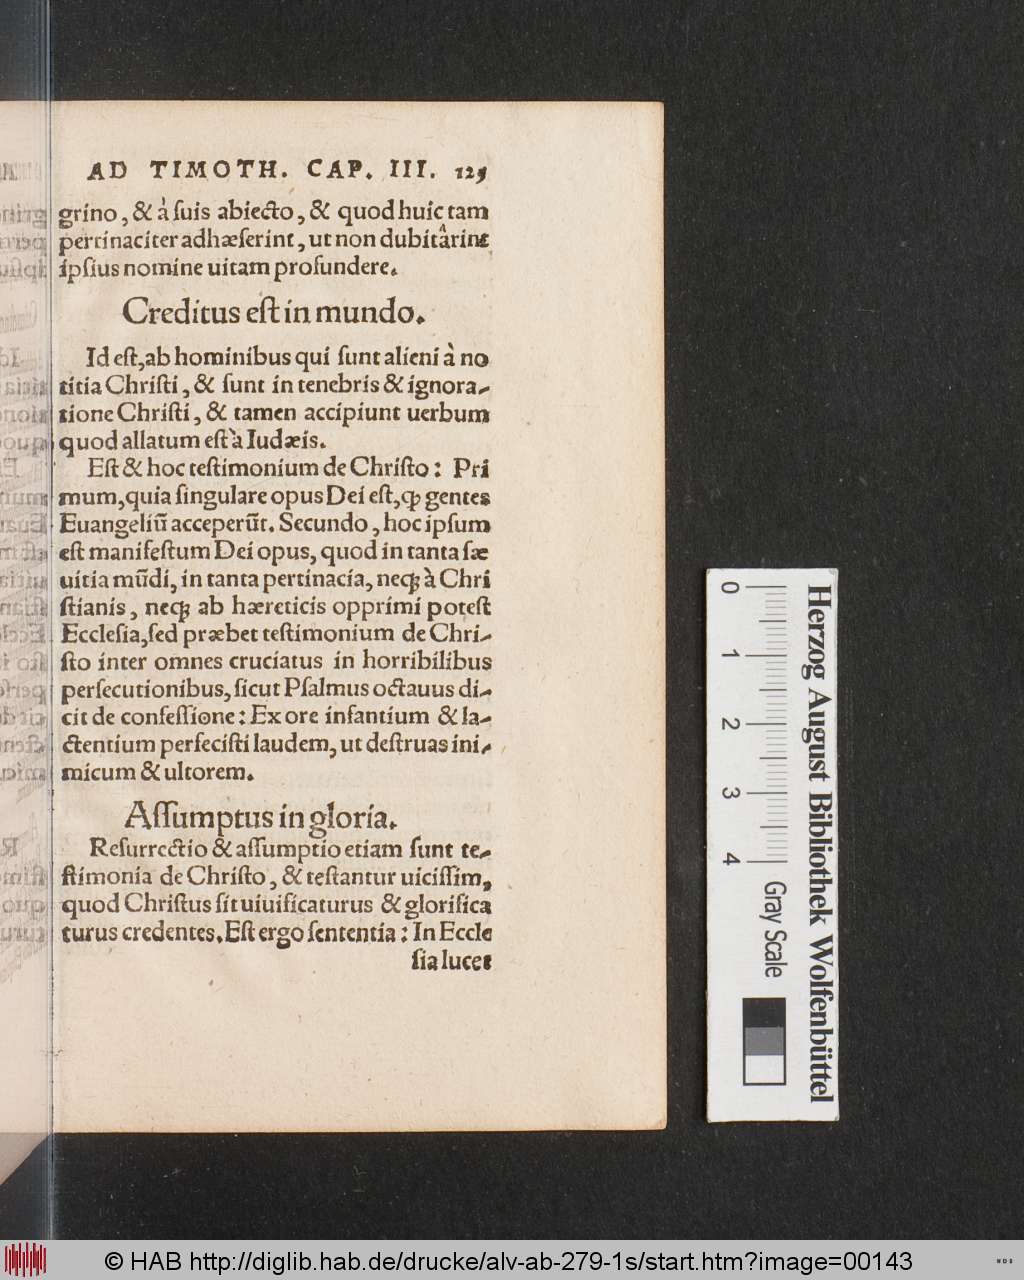 AD TIMOTH. CAP. III. 125
grino, & à suis abiecto, & quod huic tam
pertinaciter adhæserint, ut non dubitârint
ipsius nomine uitam profundere.
Creditus est in mundo.
Id est, ab hominibus qui sunt alieni à no
titia Christi, & sunt in tenebris & ignora-
tione Christi, & tamen accipiunt uerbum
quod allatum est à Iudæis.
Est & hoc testimonium de Christo: Pri
mum, quia singulare opus Dei est, ꝙ gentes
Euangeliū acceperūt. Secundo, hoc ipsum
est manifestum Dei opus, quod in tanta sæ
uitia mūdi, in tanta pertinacia, neqꝫ à Chri
stianis, neqꝫ ab hæreticis opprimi potest
Ecclesia, sed præbet testimonium de Chri-
sto inter omnes cruciatus in horribilibus
persecutionibus, sicut Psalmus octauus di-
cit de confessione: Ex ore infantium & la-
ctentium perfecisti laudem, ut destruas ini-
micum & ultorem.
Assumptus in gloria.
Resurrectio & assumptio etiam sunt te-
stimonia de Christo, & testantur uicissim,
quod Christus sit uiuificaturus & glorifica
turus credentes. Est ergo sententia: In Eccle
sia lucet
0
1
2
3
4
Gray Scale
Herzog August Bibliothek Wolfenbüttel
© HAB http://diglib.hab.de/drucke/alv-ab-279-1s/start.htm?image=00143